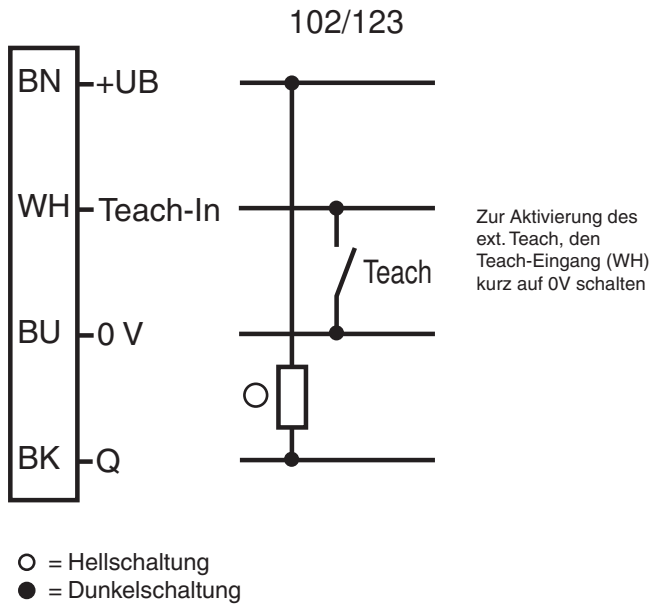 102/123
BN +UB
WH Teach-In
Teach
BU 0 V
BK Q
Zur Aktivierung des
ext. Teach, den
Teach-Eingang (WH)
kurz auf 0V schalten
= Hellschaltung
= Dunkelschaltung